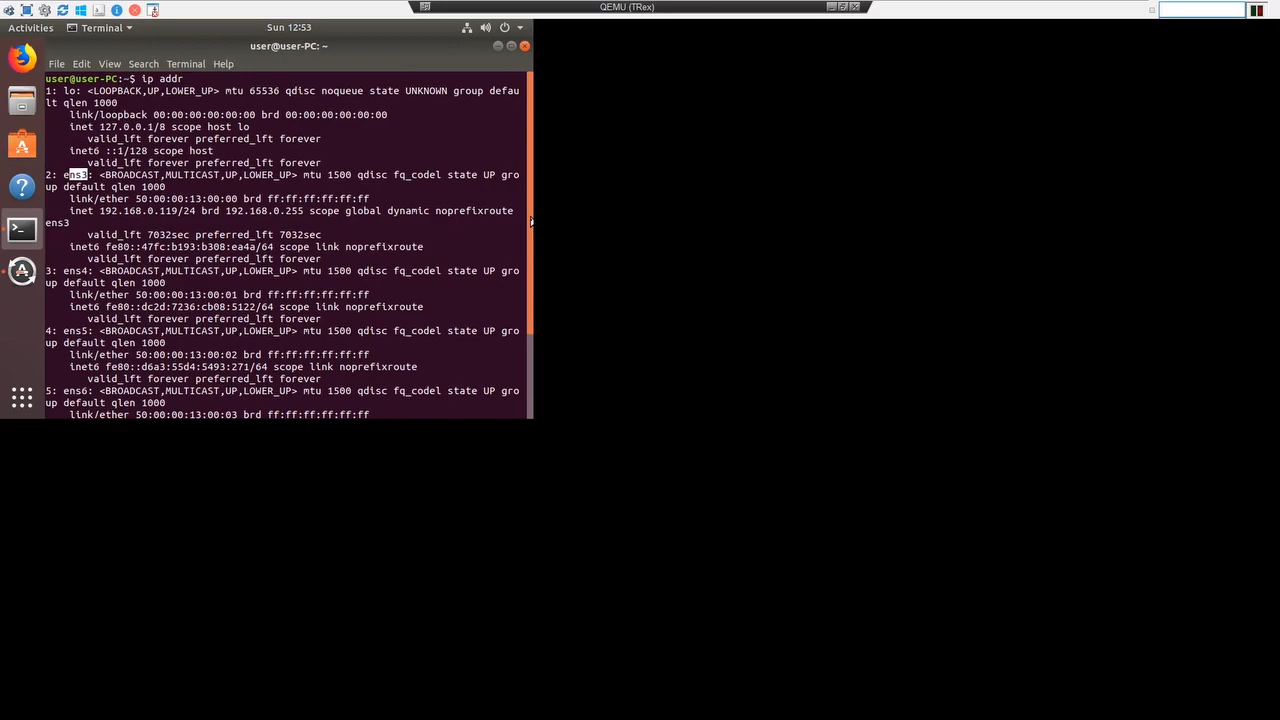 QEMU (TRex)
Activities
Terminal
Sun 12:53
user@user-PC: ~
File Edit View Search Terminal Help
user@user-PC:~$ ip addr
1: lo: <LOOPBACK,UP,LOWER_UP> mtu 65536 qdisc noqueue state UNKNOWN group defau
lt qlen 1000
link/loopback 00:00:00:00:00:00 brd 00:00:00:00:00:00
inet 127.0.0.1/8 scope host lo
valid_lft forever preferred_lft forever
inet6 ::1/128 scope host
valid_lft forever preferred_lft forever
2: ens3: <BROADCAST,MULTICAST,UP,LOWER_UP> mtu 1500 qdisc fq_codel state UP gro
up default qlen 1000
link/ether 50:00:00:13:00:00 brd ff:ff:ff:ff:ff:ff
inet 192.168.0.119/24 brd 192.168.0.255 scope global dynamic noprefixroute
ens3
valid_lft 7032sec preferred_lft 7032sec
inet6 fe80::47fc:b193:b308:ea4a/64 scope link noprefixroute
valid_lft forever preferred_lft forever
3: ens4: <BROADCAST,MULTICAST,UP,LOWER_UP> mtu 1500 qdisc fq_codel state UP gro
up default qlen 1000
link/ether 50:00:00:13:00:01 brd ff:ff:ff:ff:ff:ff
inet6 fe80::dc2d:7236:cb08:5122/64 scope link noprefixroute
valid_lft forever preferred_lft forever
4: ens5: <BROADCAST,MULTICAST,UP,LOWER_UP> mtu 1500 qdisc fq_codel state UP gro
up default qlen 1000
link/ether 50:00:00:13:00:02 brd ff:ff:ff:ff:ff:ff
inet6 fe80::d6a3:55d4:5493:271/64 scope link noprefixroute
valid_lft forever preferred_lft forever
5: ens6: <BROADCAST,MULTICAST,UP,LOWER_UP> mtu 1500 qdisc fq_codel state UP gro
up default qlen 1000
link/ether 50:00:00:13:00:03 brd ff:ff:ff:ff:ff:ff